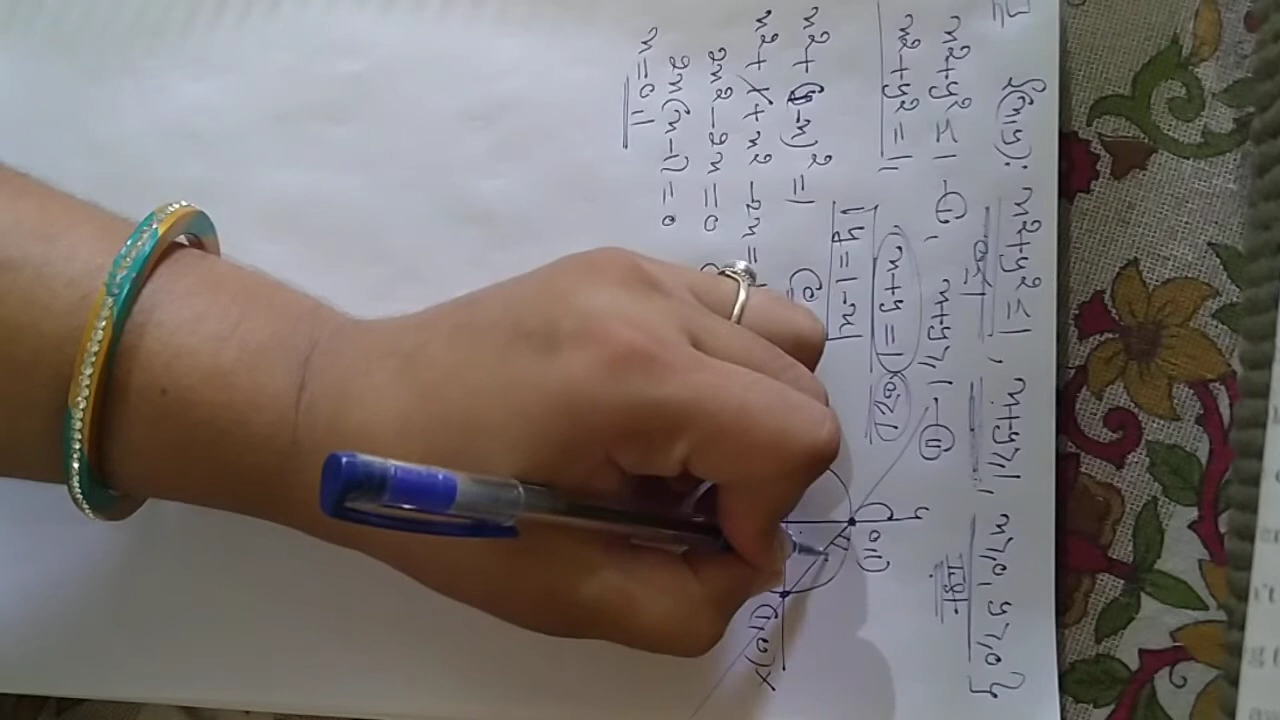 {(x,y): x²+y² ≤ 1, x+y ≥ 1, x ≥ 0, y ≥ 0}
Ist
x²+y² ≤ 1 -(i), x+y ≥ 1 -(ii)
x²+y² = 1 x+y = 1
y = 1-x
x²+(1-x)² = 1
x²+1+x²-2x =
2x²-2x = 0
2x(x-1) = 0
x = 0,1
y
(0,1)
(1,0) x